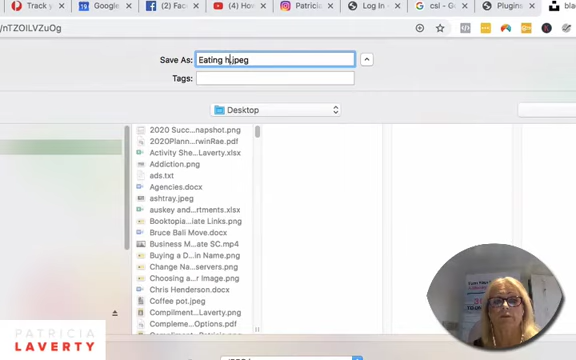 Track y
Google
(2) Fac
(4) Hov
Patricia
Log in
csl - G
Plugins
bla
/nTZOILVZuOg
Save As: Eating h.jpeg
Tags:
Desktop
2020 Succ...napshot.png
2020Plann...rwinRae.pdf
Activity She...Laverty.xlsx
Addiction.png
ads.txt
Agencies.docx
ashtray.jpeg
auskey and...rtments.xlsx
Booktopia...iate Links.png
Bruce Bali Move.docx
Business M...ate SC.mp4
Buying a D...in Name.png
Change Na...servers.png
Choosing a...r Image.png
Chris Henderson.docx
Coffee pot.jpeg
Compliment...Laverty.png
Compleme...Options.pdf
PATRICIA
LAVERTY